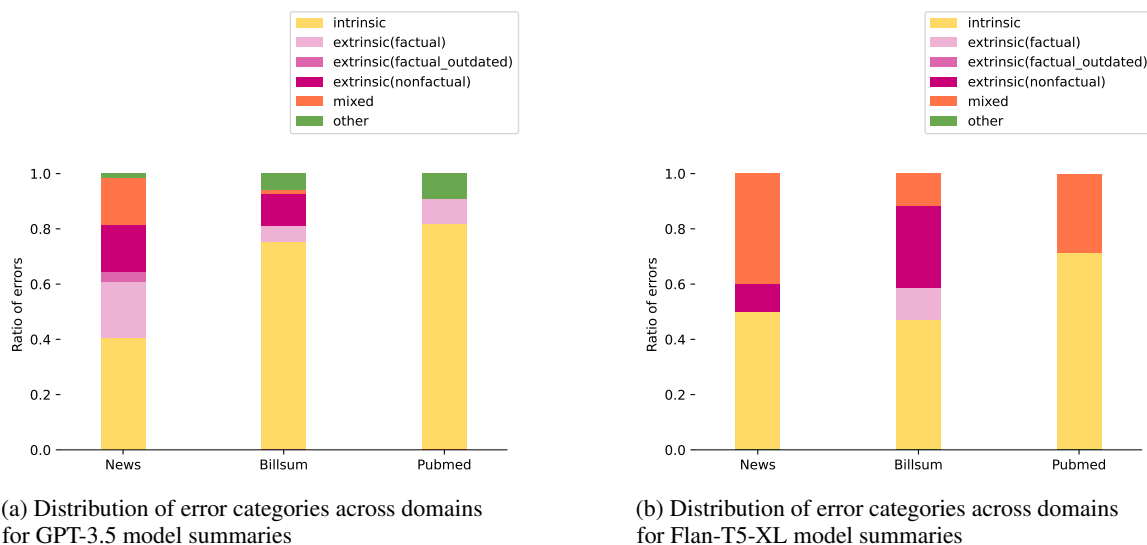 intrinsic
extrinsic(factual)
extrinsic(factual_outdated)
extrinsic(nonfactual)
mixed
other
1.0
0.8
0.6
0.4
0.2
0.0
Ratio of errors
News
Billsum
Pubmed
(a) Distribution of error categories across domains
for GPT-3.5 model summaries
intrinsic
extrinsic(factual)
extrinsic(factual_outdated)
extrinsic(nonfactual)
mixed
other
1.0
0.8
0.6
0.4
0.2
0.0
Ratio of errors
News
Billsum
Pubmed
(b) Distribution of error categories across domains
for Flan-T5-XL model summaries